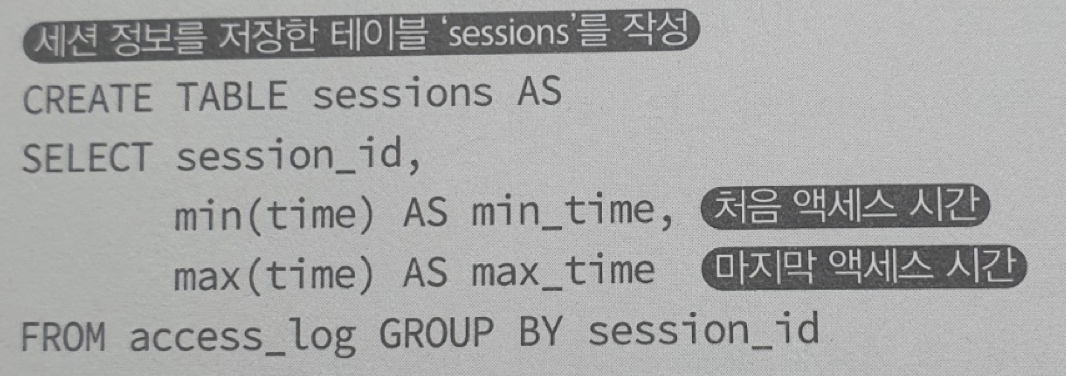 세션 정보를 저장한 테이블 ‘sessions’를 작성
CREATE TABLE sessions AS
SELECT session_id,
min(time) AS min_time, 처음 액세스 시간
max(time) AS max_time 마지막 액세스 시간
FROM access_log GROUP BY session_id